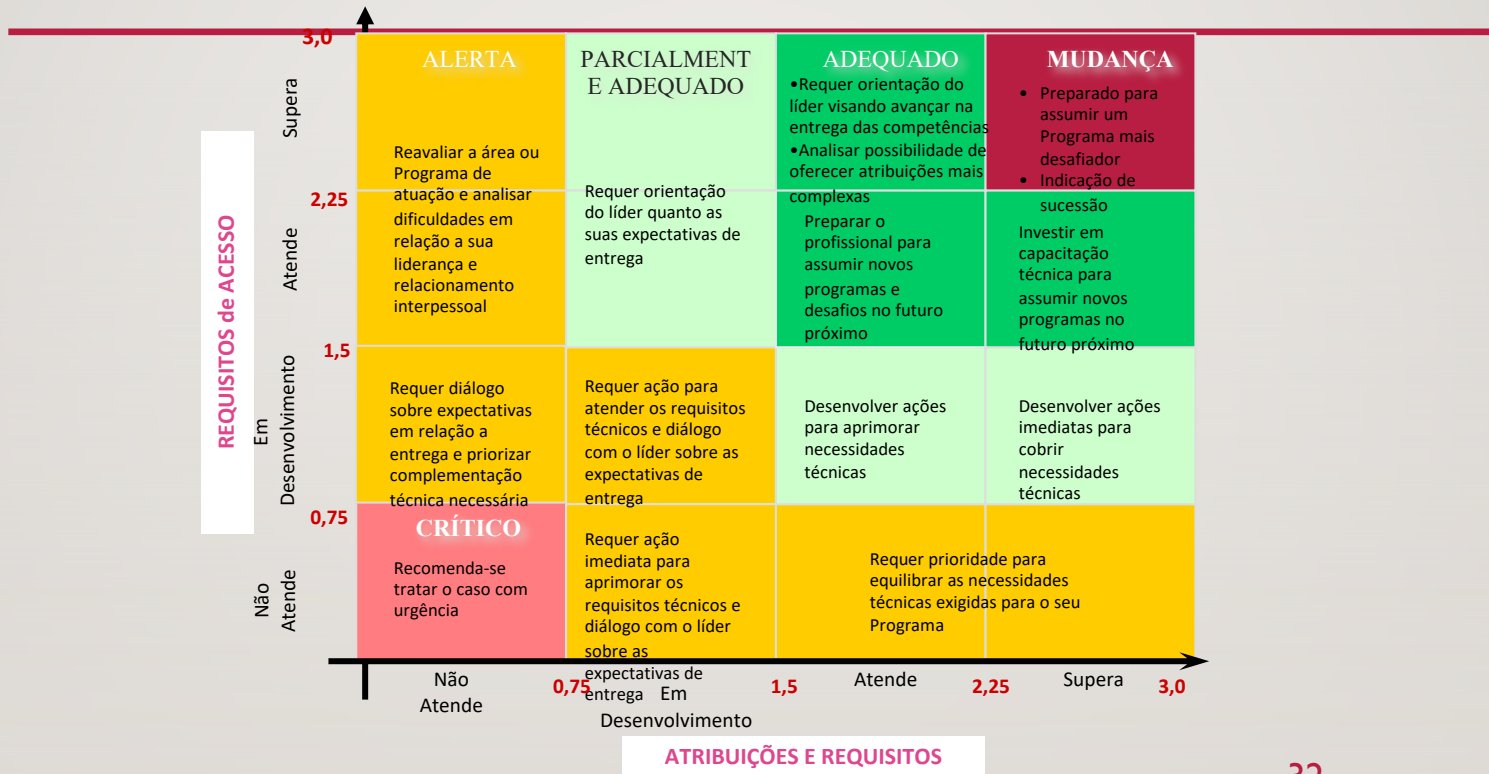 3,0
ALERTA
PARCIALMENT
E ADEQUADO
ADEQUADO
•Requer orientação do
líder visando avançar na
entrega das competências
•Analisar possibilidade de
oferecer atribuições mais
complexas
MUDANÇA
• Preparado para
assumir um
Programa mais
desafiador
• Indicação de
sucessão
Supera
Reavaliar a área ou
Programa de
atuação e analisar
dificuldades em
relação a sua
liderança e
relacionamento
interpessoal
Requer orientação
do líder quanto as
suas expectativas de
entrega
2,25
REQUISITOS de ACESSO
Atende
Preparar o
profissional para
assumir novos
programas e
desafios no futuro
próximo
Investir em
capacitação
técnica para
assumir novos
programas no
futuro próximo
1,5
Em
Desenvolvimento
Requer diálogo
sobre expectativas
em relação a
entrega e priorizar
complementação
técnica necessária
Requer ação para
atender os requisitos
técnicos e diálogo
com o líder sobre as
expectativas de
entrega
Desenvolver ações
para aprimorar
necessidades
técnicas
Desenvolver ações
imediatas para
cobrir
necessidades
técnicas
0,75
Não
Atende
CRÍTICO
Recomenda-se
tratar o caso com
urgência
Requer ação
imediata para
aprimorar os
requisitos técnicos e
diálogo com o líder
sobre as
expectativas de
entrega
Requer prioridade para
equilibrar as necessidades
técnicas exigidas para o seu
Programa
Não
Atende
0,75
Em
Desenvolvimento
1,5
Atende
2,25
Supera
3,0
ATRIBUIÇÕES E REQUISITOS
32